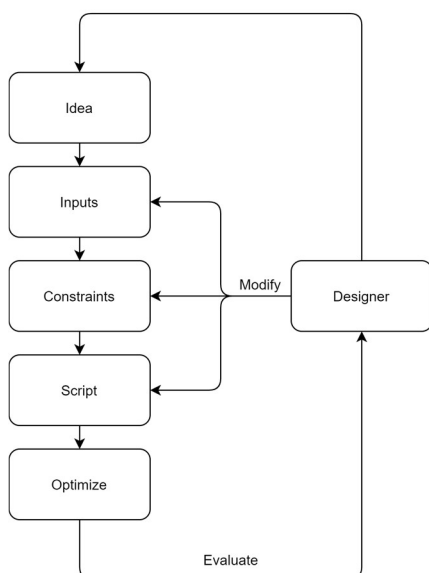 Idea
Inputs
Modify
Constraints
Designer
Script
Optimize
Evaluate